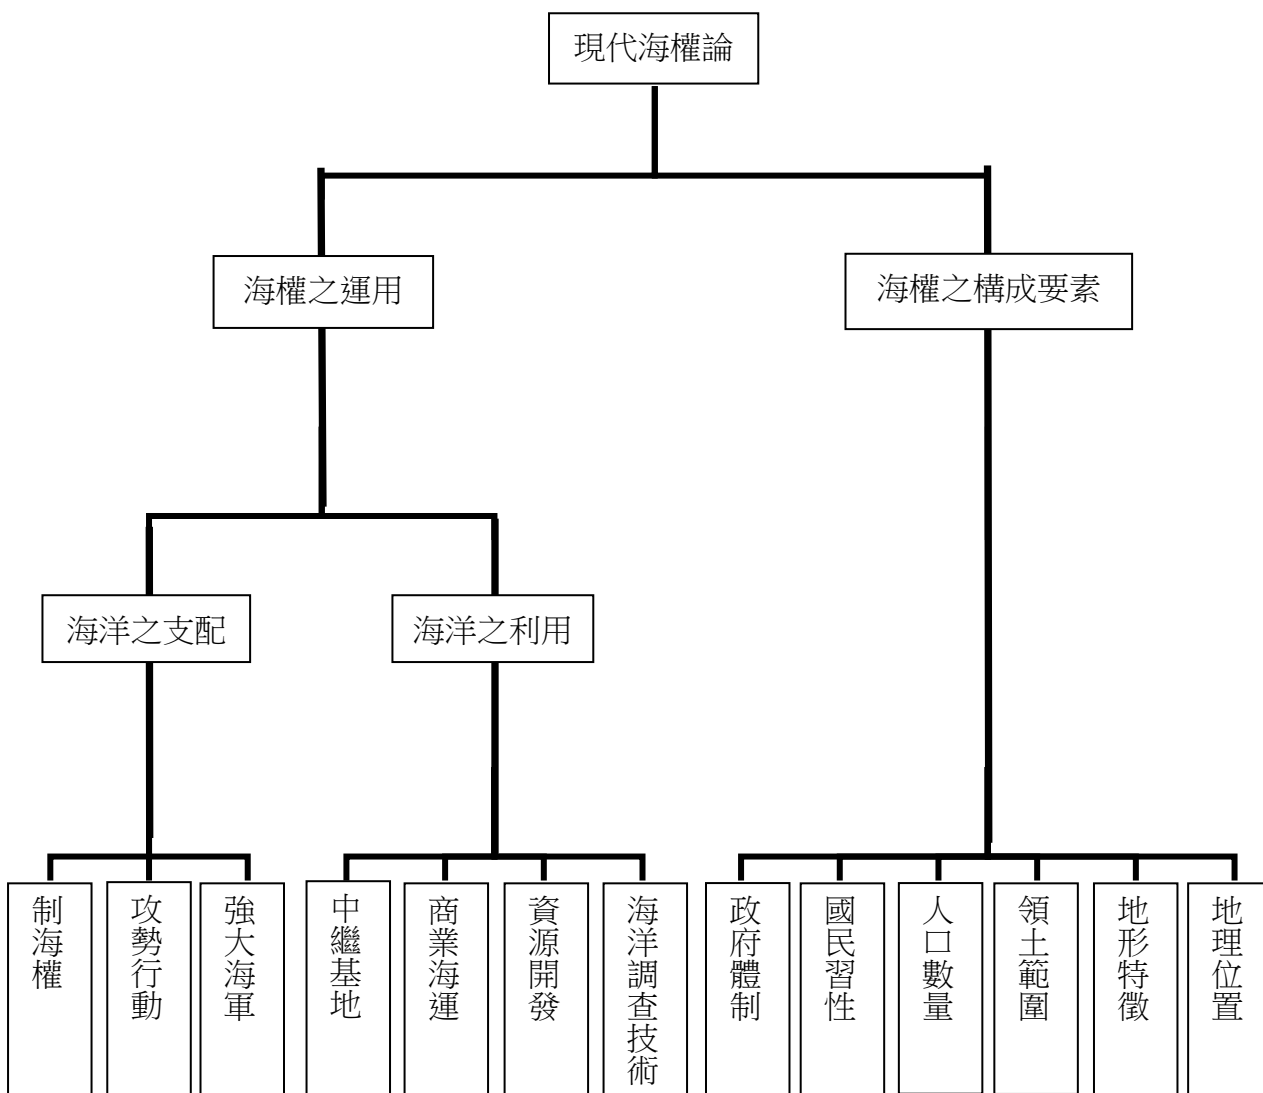 現代海權論
海權之運用
海權之構成要素
海洋之支配
海洋之利用
制海權
攻勢行動
強大海軍
中繼基地
商業海運
資源開發
海洋調查技術
政府體制
國民習性
人口數量
領土範圍
地形特徵
地理位置